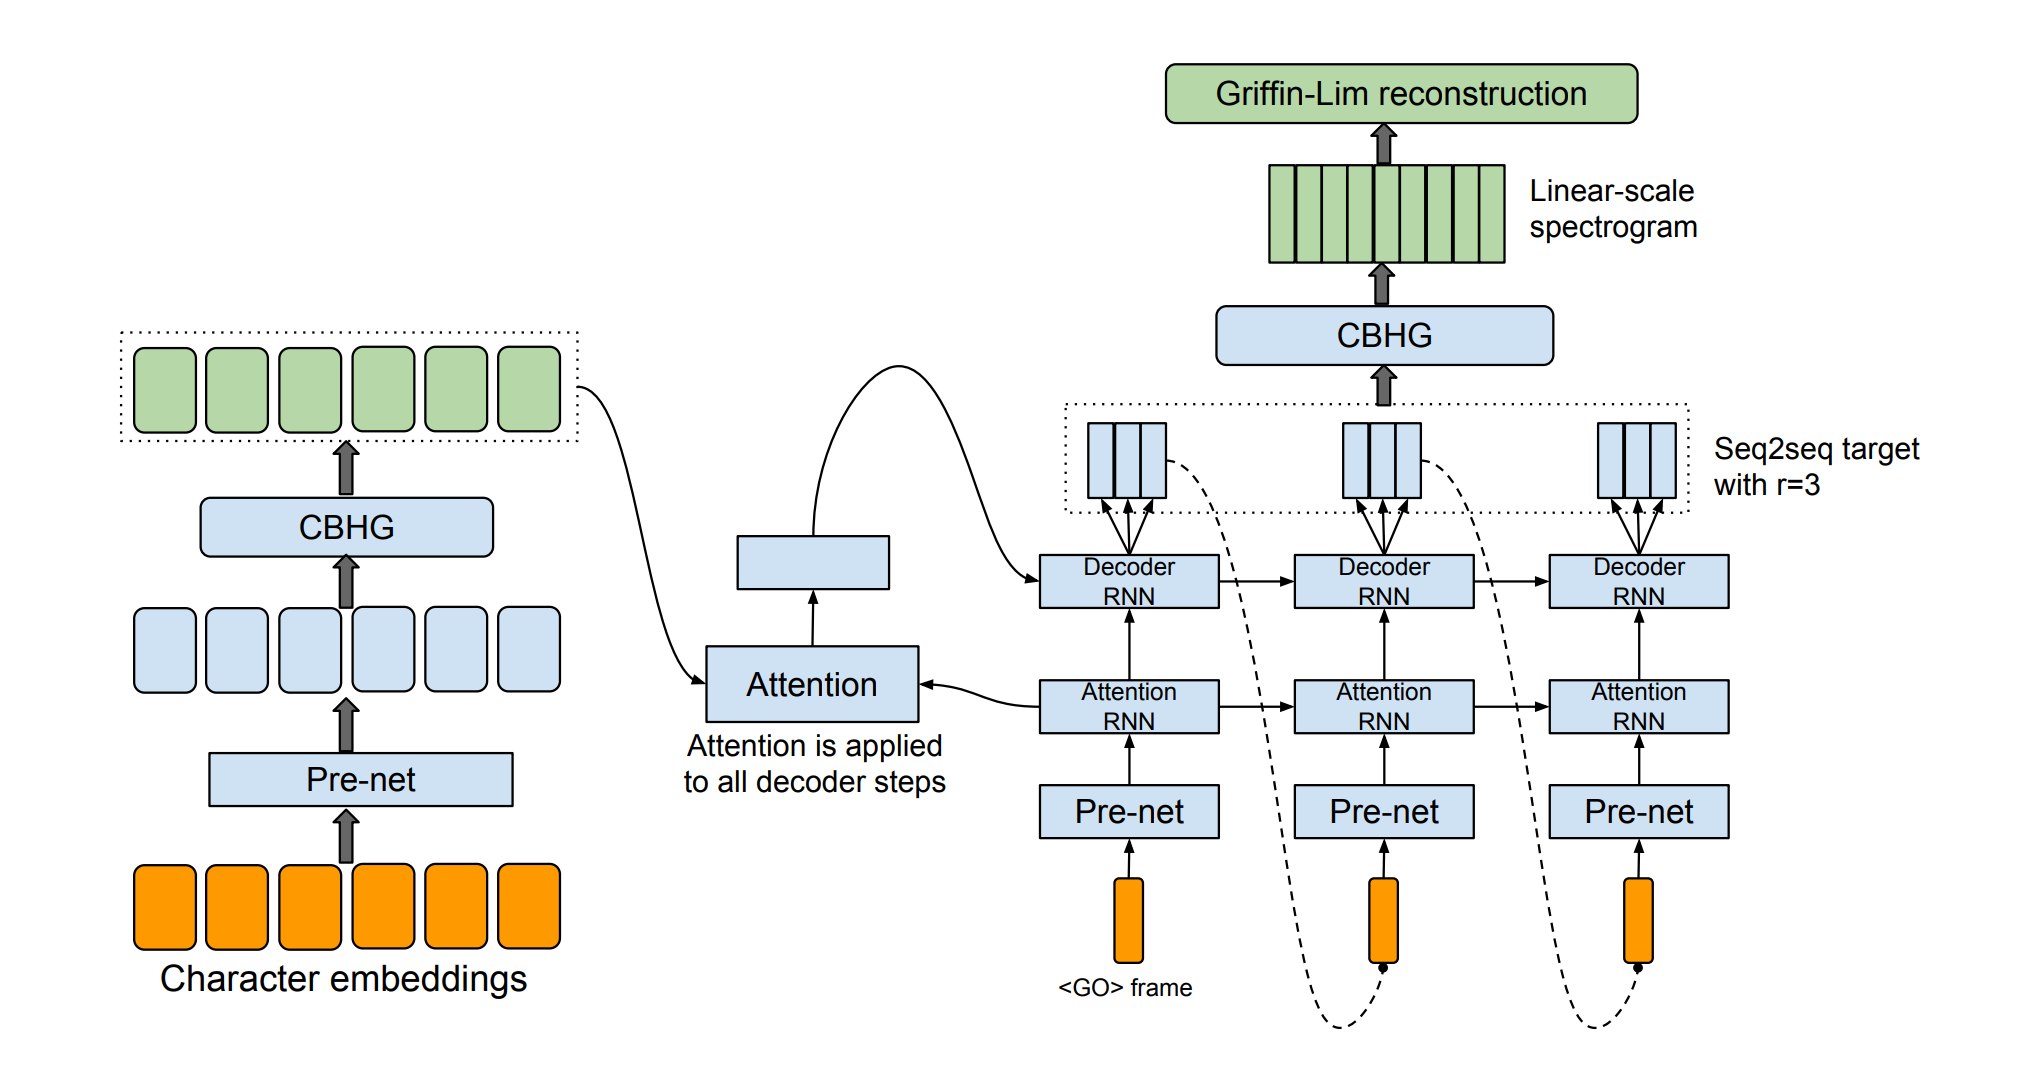 Griffin-Lim reconstruction
Linear-scale
spectrogram
CBHG
Seq2seq target
with r=3
CBHG
Pre-net
Character embeddings
Attention
Attention is applied
to all decoder steps
Decoder
RNN
Decoder
RNN
Decoder
RNN
Attention
RNN
Attention
RNN
Attention
RNN
Pre-net
Pre-net
Pre-net
<GO> frame